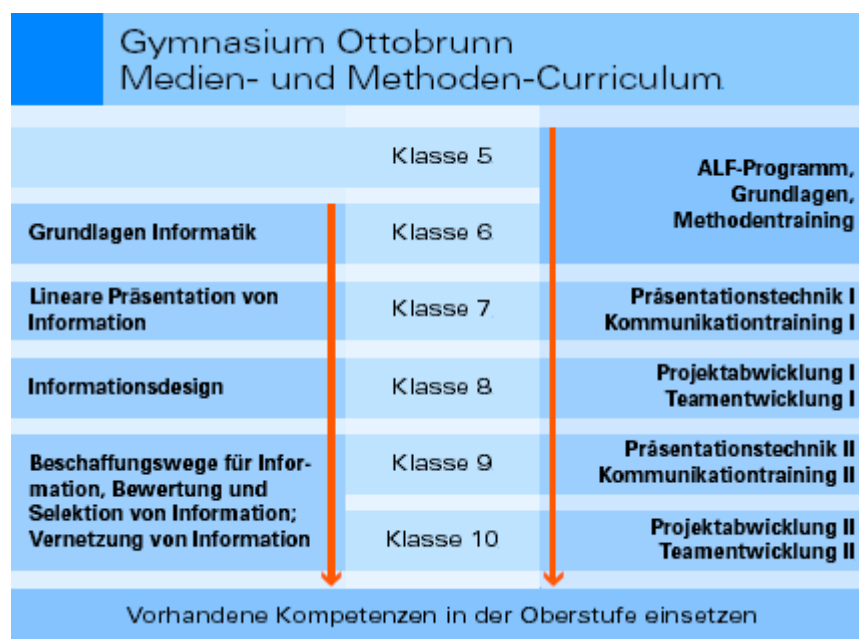 Gymnasium Ottobrunn
Medien- und Methoden-Curriculum
Klasse 5
ALF-Programm,
Grundlagen,
Methodentraining
Grundlagen Informatik
Klasse 6
Lineare Präsentation von
Information
Klasse 7
Präsentationstechnik I
Kommunikationtraining I
Informationsdesign
Klasse 8
Projektabwicklung I
Teamentwicklung I
Beschaffungswege für Infor-
mation, Bewertung und
Selektion von Information;
Vernetzung von Information
Klasse 9
Präsentationstechnik II
Kommunikationtraining II
Klasse 10
Projektabwicklung II
Teamentwicklung II
Vorhandene Kompetenzen in der Oberstufe einsetzen